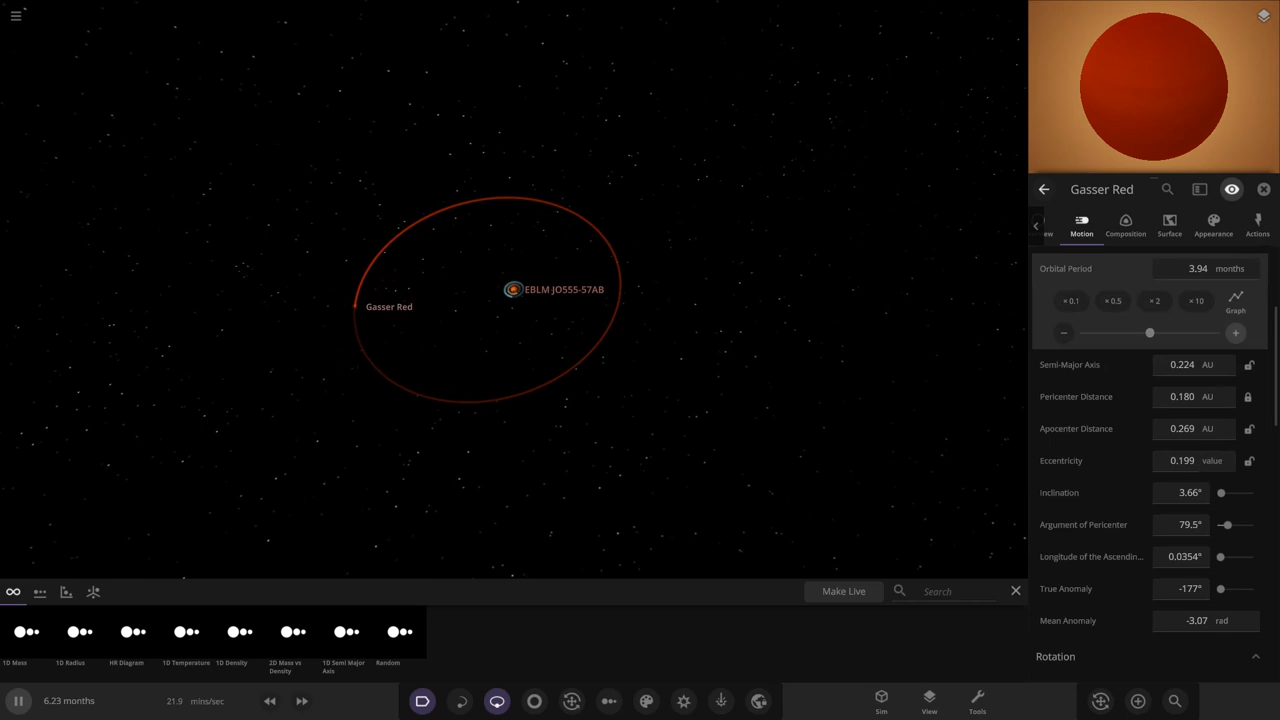 Gasser Red
ew
Motion
Composition
Surface
Appearance
Actions
Orbital Period
3.94 months
× 0.1
× 0.5
× 2
× 10
Graph
Semi-Major Axis
0.224 AU
Pericenter Distance
0.180 AU
Apocenter Distance
0.269 AU
Eccentricity
0.199 value
Inclination
3.66°
Argument of Pericenter
79.5°
Longitude of the Ascendin...
0.0354°
True Anomaly
-177°
Mean Anomaly
-3.07 rad
Rotation
EBLM JO555-57AB
Gasser Red
Make Live
Search
1D Mass
1D Radius
HR Diagram
1D Temperature
1D Density
2D Mass vs
Density
1D Semi Major
Axis
Random
6.23 months
21.9 mins/sec
Sim
View
Tools